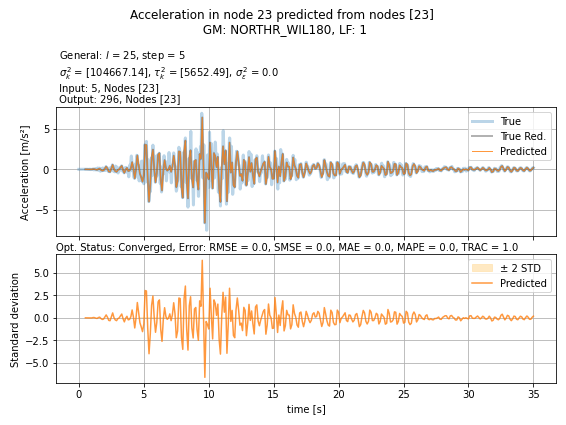 Acceleration in node 23 predicted from nodes [23]
GM: NORTHR_WIL180, LF: 1
General: l = 25, step = 5
σ²ₖ = [104667.14], τ²ₖ = [5652.49], σ²ε = 0.0
Input: 5, Nodes [23]
Output: 296, Nodes [23]
Acceleration [m/s²]
5
0
−5
True
True Red.
Predicted
Opt. Status: Converged, Error: RMSE = 0.0, SMSE = 0.0, MAE = 0.0, MAPE = 0.0, TRAC = 1.0
Standard deviation
5.0
2.5
0.0
−2.5
−5.0
± 2 STD
Predicted
0 5 10 15 20 25 30 35
time [s]